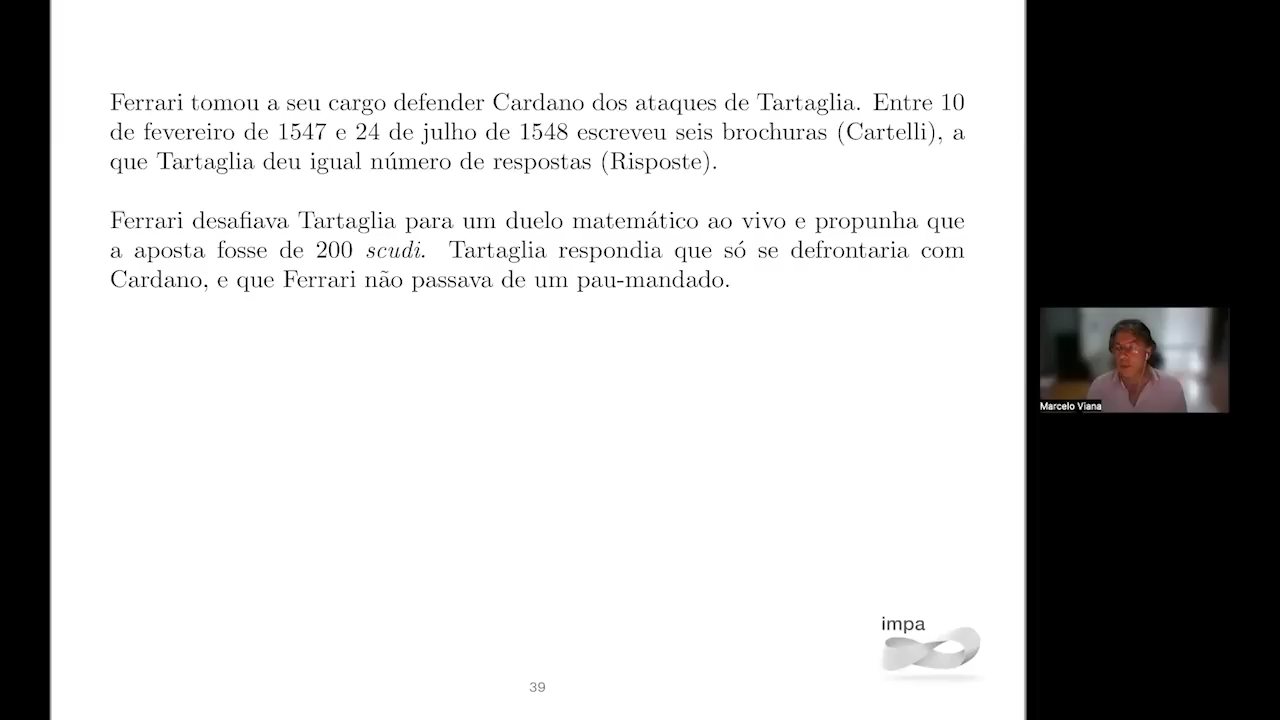 Ferrari tomou a seu cargo defender Cardano dos ataques de Tartaglia. Entre 10
de fevereiro de 1547 e 24 de julho de 1548 escreveu seis brochuras (Cartelli), a
que Tartaglia deu igual número de respostas (Risposte).
Ferrari desafiava Tartaglia para um duelo matemático ao vivo e propunha que
a aposta fosse de 200 scudi. Tartaglia respondia que só se defrontaria com
Cardano, e que Ferrari não passava de um pau-mandado.
Marcelo Viana
impa
39